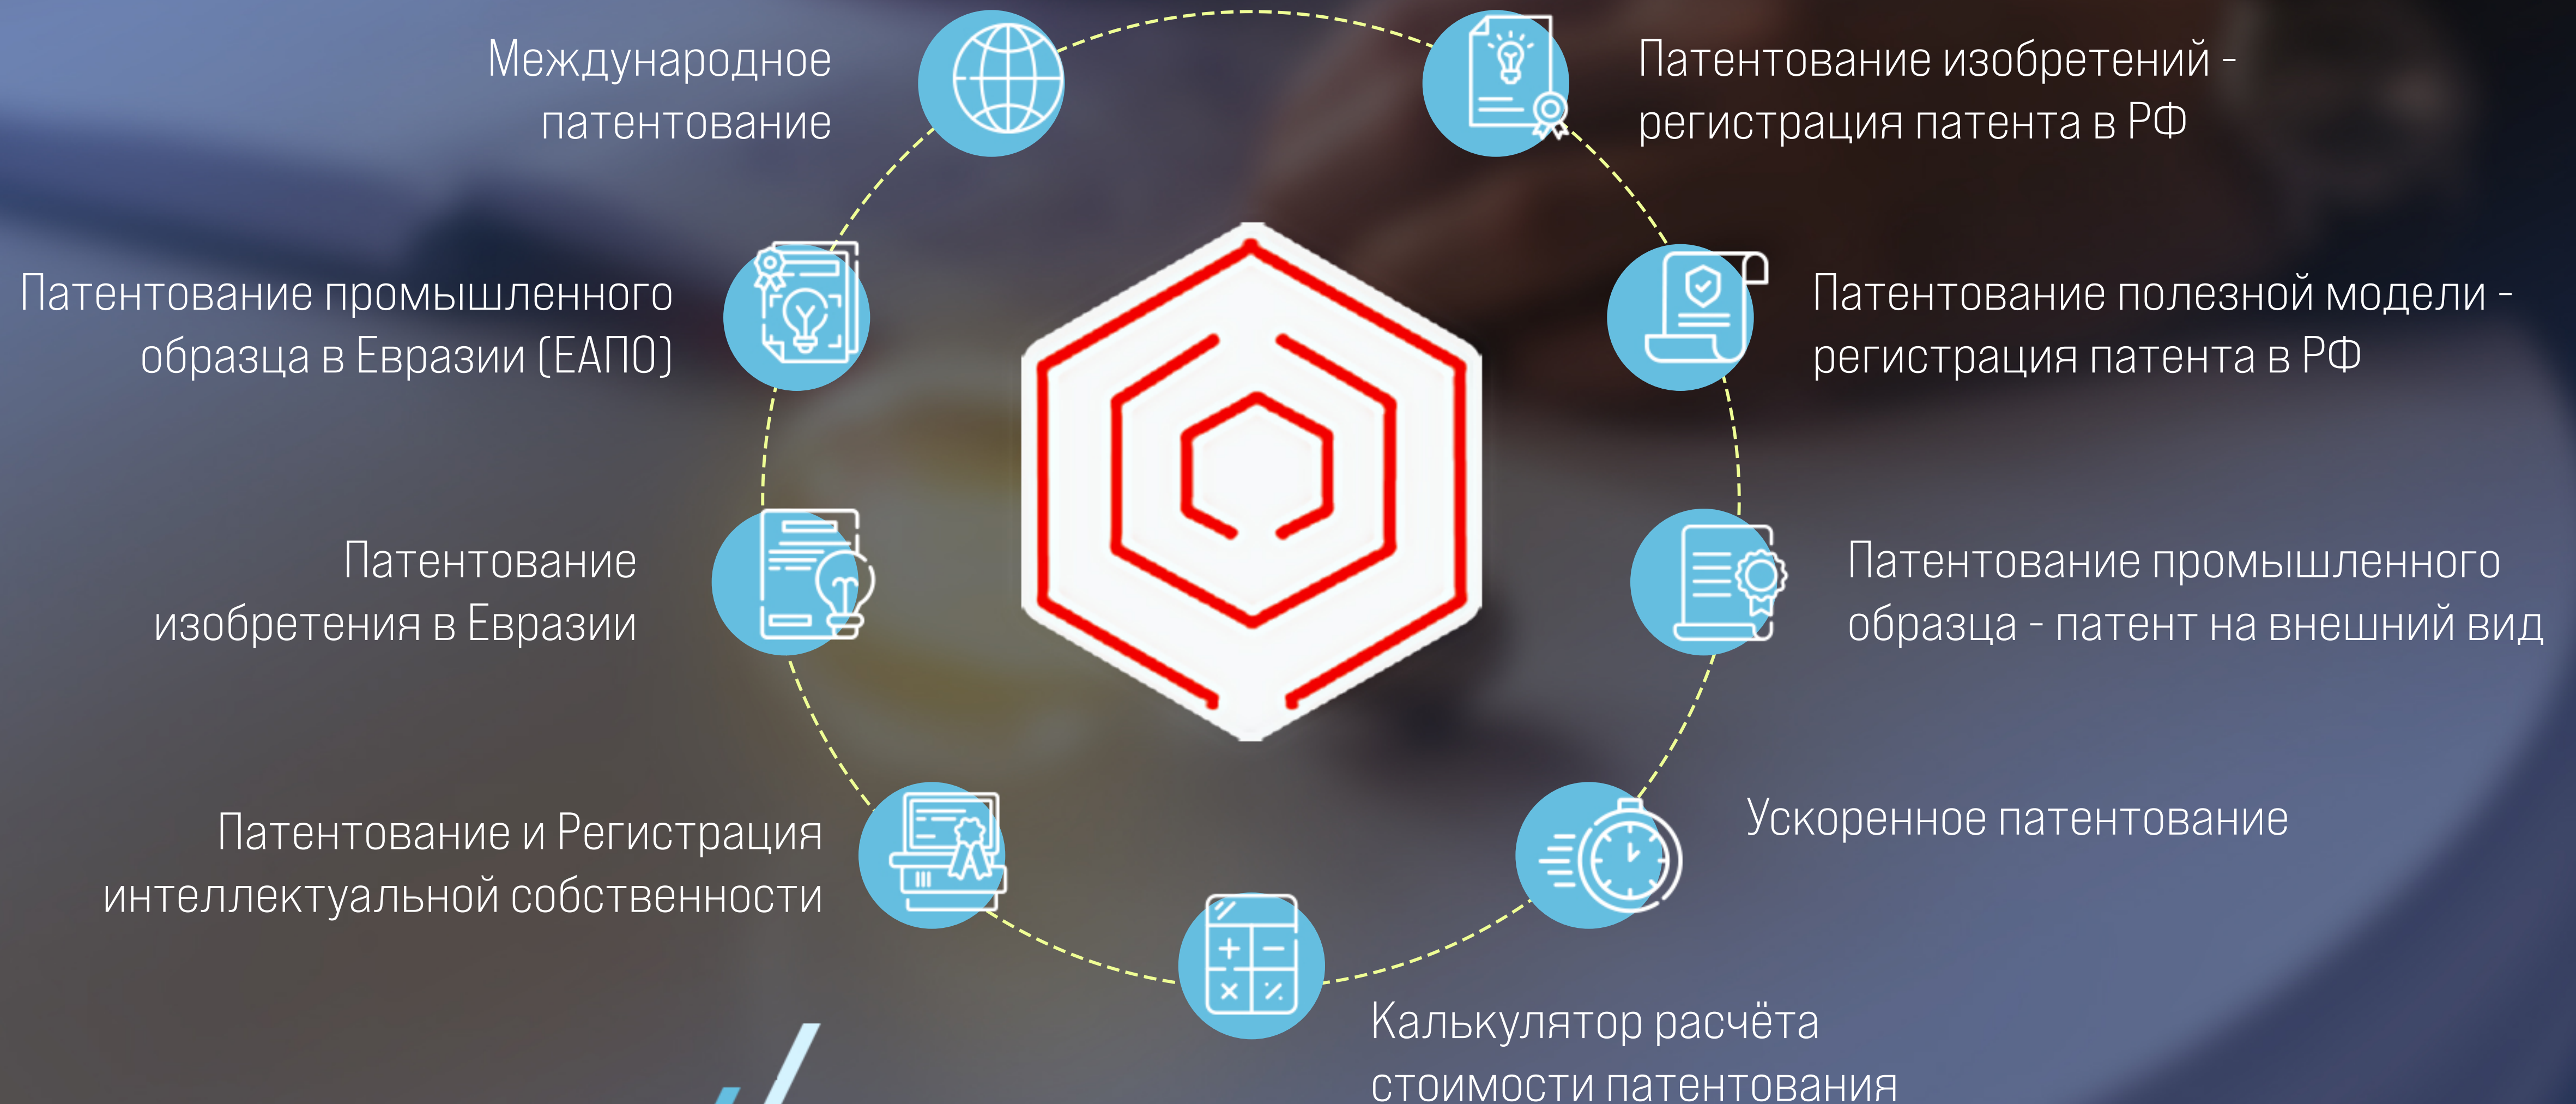 Международное
патентование
Патентование изобретений -
регистрация патента в РФ
Патентование промышленного
образца в Евразии (ЕАПО)
Патентование полезной модели -
регистрация патента в РФ
Патентование
изобретения в Евразии
Патентование промышленного
образца - патент на внешний вид
Патентование и Регистрация
интеллектуальной собственности
Ускоренное патентование
Калькулятор расчёта
стоимости патентования